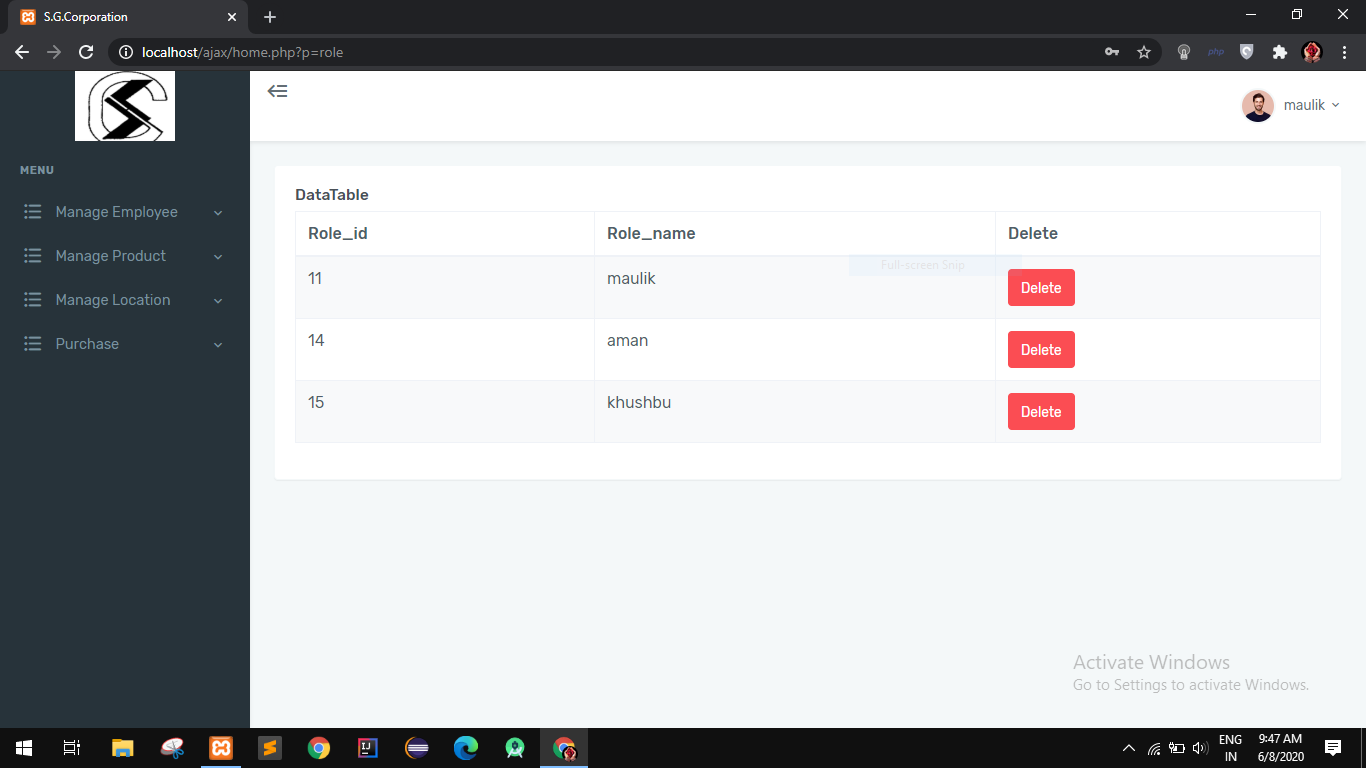 S.G.Corporation
localhost/ajax/home.php?p=role
php
maulik
MENU
Manage Employee
Manage Product
Manage Location
Purchase
DataTable
Role_id Role_name Delete
Full-screen Snip
11 maulik Delete
14 aman Delete
15 khushbu Delete
Activate Windows
Go to Settings to activate Windows.
IJ
ENG
IN
9:47 AM
6/8/2020